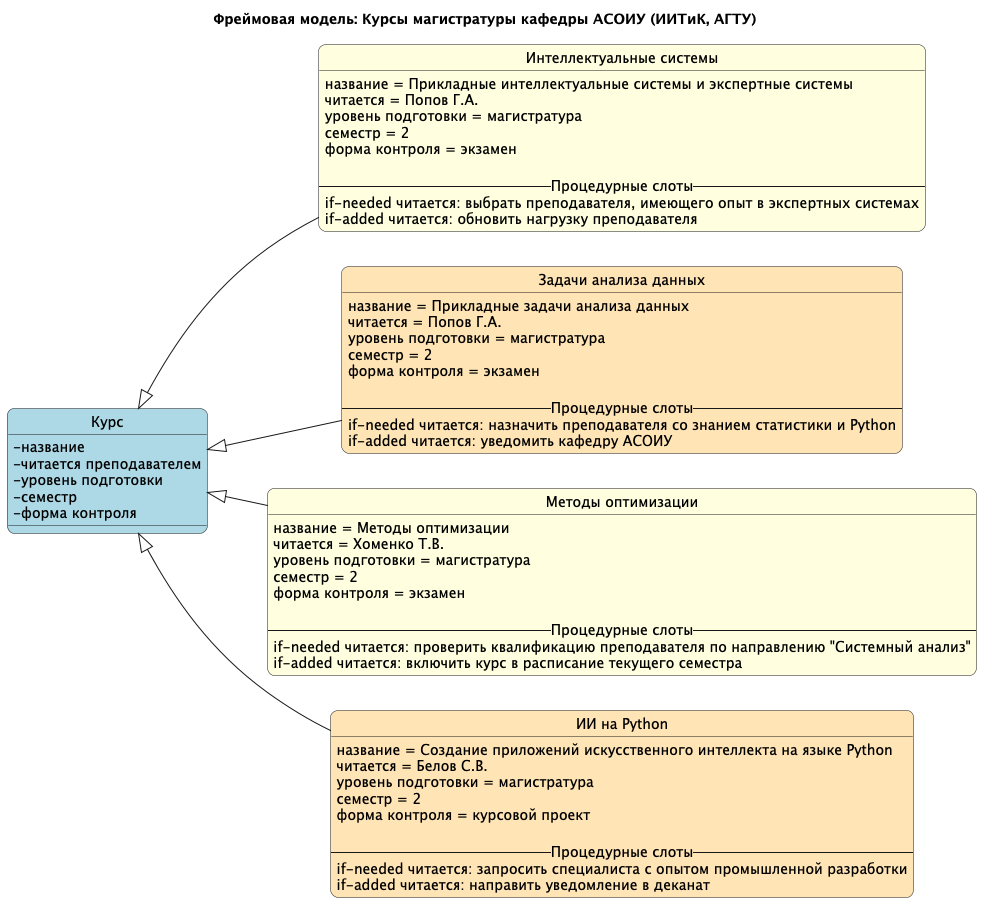 Фреймовая модель: Курсы магистратуры кафедры АСОИУ (ИИТиК, АГТУ)
Интеллектуальные системы
название = Прикладные интеллектуальные системы и экспертные системы
читается = Попов Г.А.
уровень подготовки = магистратура
семестр = 2
форма контроля = экзамен
Процедурные слоты
if-needed читается: выбрать преподавателя, имеющего опыт в экспертных системах
if-added читается: обновить нагрузку преподавателя
Задачи анализа данных
название = Прикладные задачи анализа данных
читается = Попов Г.А.
уровень подготовки = магистратура
семестр = 2
форма контроля = экзамен
Процедурные слоты
if-needed читается: назначить преподавателя со знанием статистики и Python
if-added читается: уведомить кафедру АСОИУ
Курс
-название
-читается преподавателем
-уровень подготовки
-семестр
-форма контроля
Методы оптимизации
название = Методы оптимизации
читается = Хоменко Т.В.
уровень подготовки = магистратура
семестр = 2
форма контроля = экзамен
Процедурные слоты
if-needed читается: проверить квалификацию преподавателя по направлению "Системный анализ"
if-added читается: включить курс в расписание текущего семестра
ИИ на Python
название = Создание приложений искусственного интеллекта на языке Python
читается = Белов С.В.
уровень подготовки = магистратура
семестр = 2
форма контроля = курсовой проект
Процедурные слоты
if-needed читается: запросить специалиста с опытом промышленной разработки
if-added читается: направить уведомление в деканат